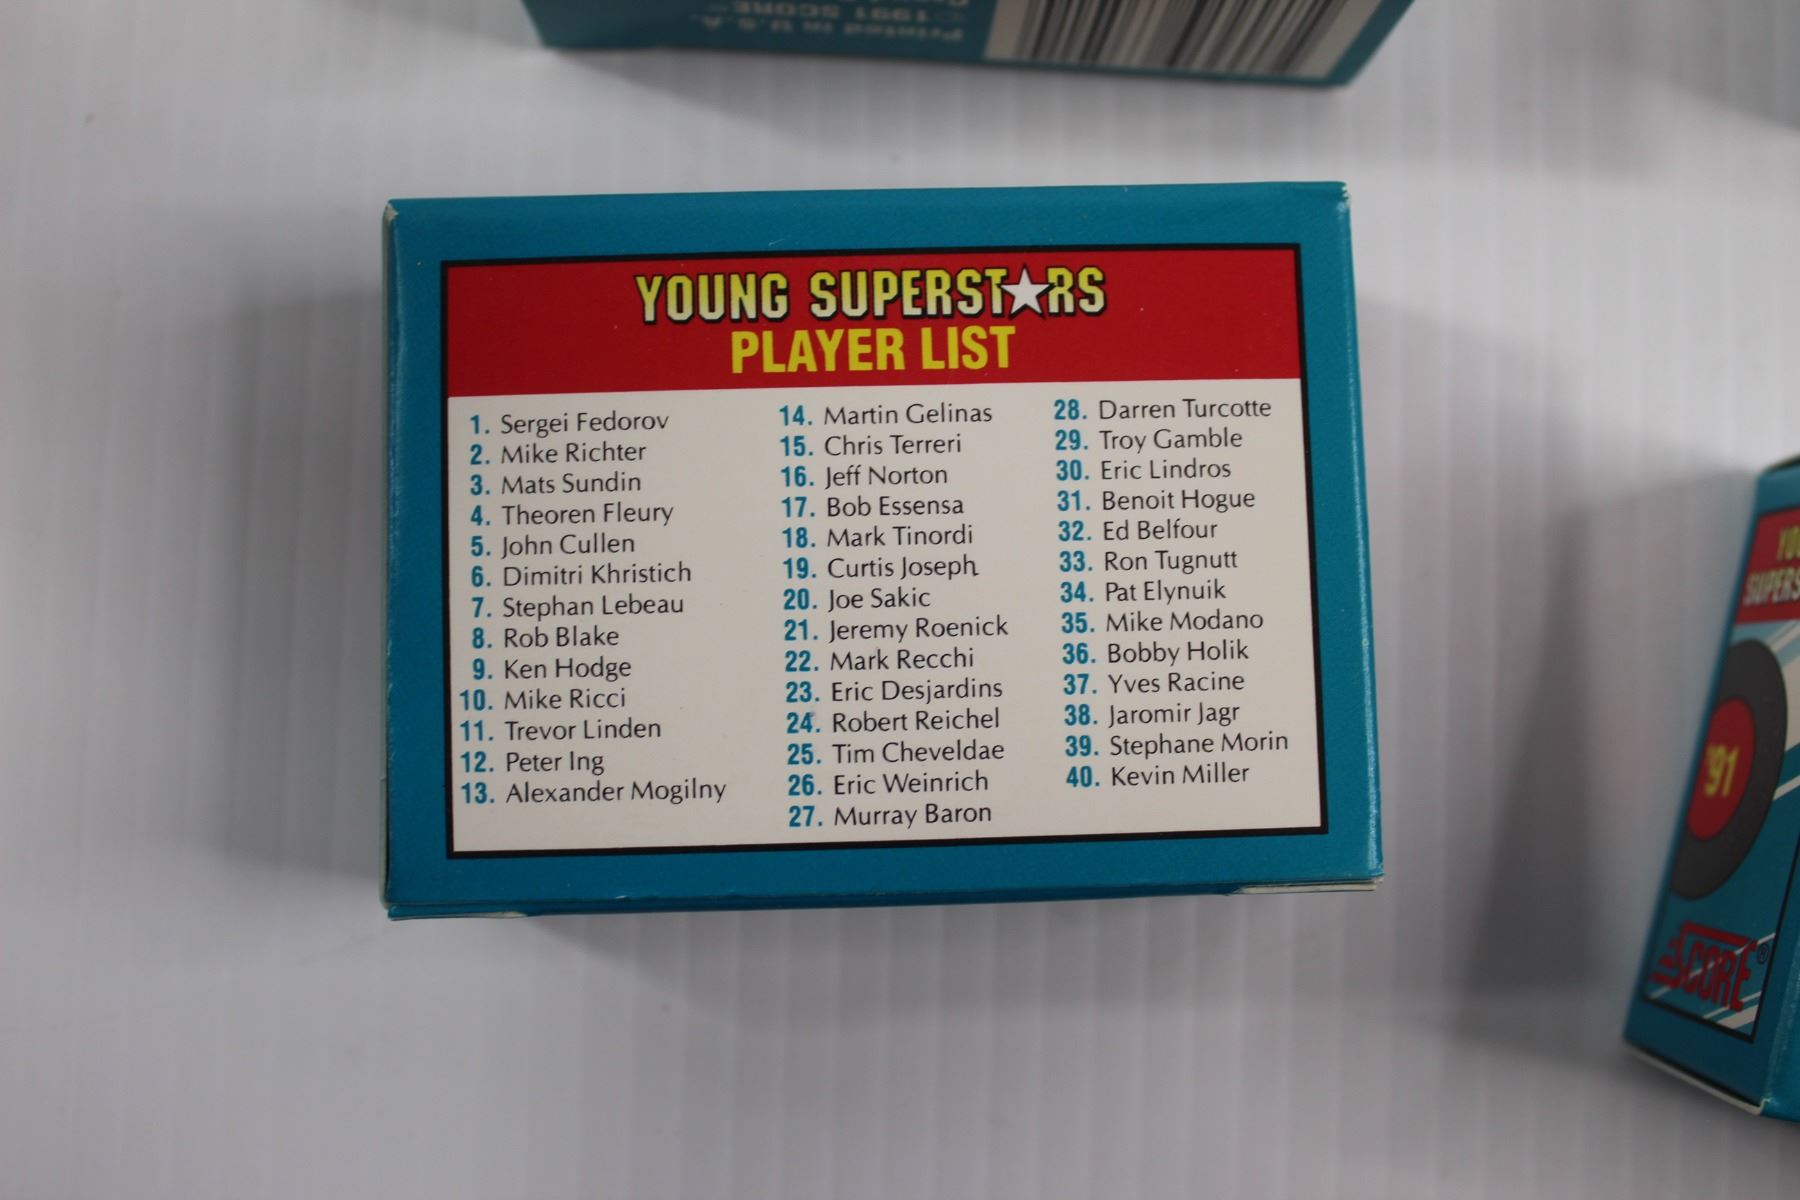 Printed in U.S.A.
©1991 SCORE
YOUNG SUPERSTARS
PLAYER LIST
1. Sergei Fedorov
2. Mike Richter
3. Mats Sundin
4. Theoren Fleury
5. John Cullen
6. Dimitri Khristich
7. Stephan Lebeau
8. Rob Blake
9. Ken Hodge
10. Mike Ricci
11. Trevor Linden
12. Peter Ing
13. Alexander Mogilny
14. Martin Gelinas
15. Chris Terreri
16. Jeff Norton
17. Bob Essensa
18. Mark Tinordi
19. Curtis Joseph
20. Joe Sakic
21. Jeremy Roenick
22. Mark Recchi
23. Eric Desjardins
24. Robert Reichel
25. Tim Cheveldae
26. Eric Weinrich
27. Murray Baron
28. Darren Turcotte
29. Troy Gamble
30. Eric Lindros
31. Benoit Hogue
32. Ed Belfour
33. Ron Tugnutt
34. Pat Elynuik
35. Mike Modano
36. Bobby Holik
37. Yves Racine
38. Jaromir Jagr
39. Stephane Morin
40. Kevin Miller
YOU
SUPERS
'91
SCORE®